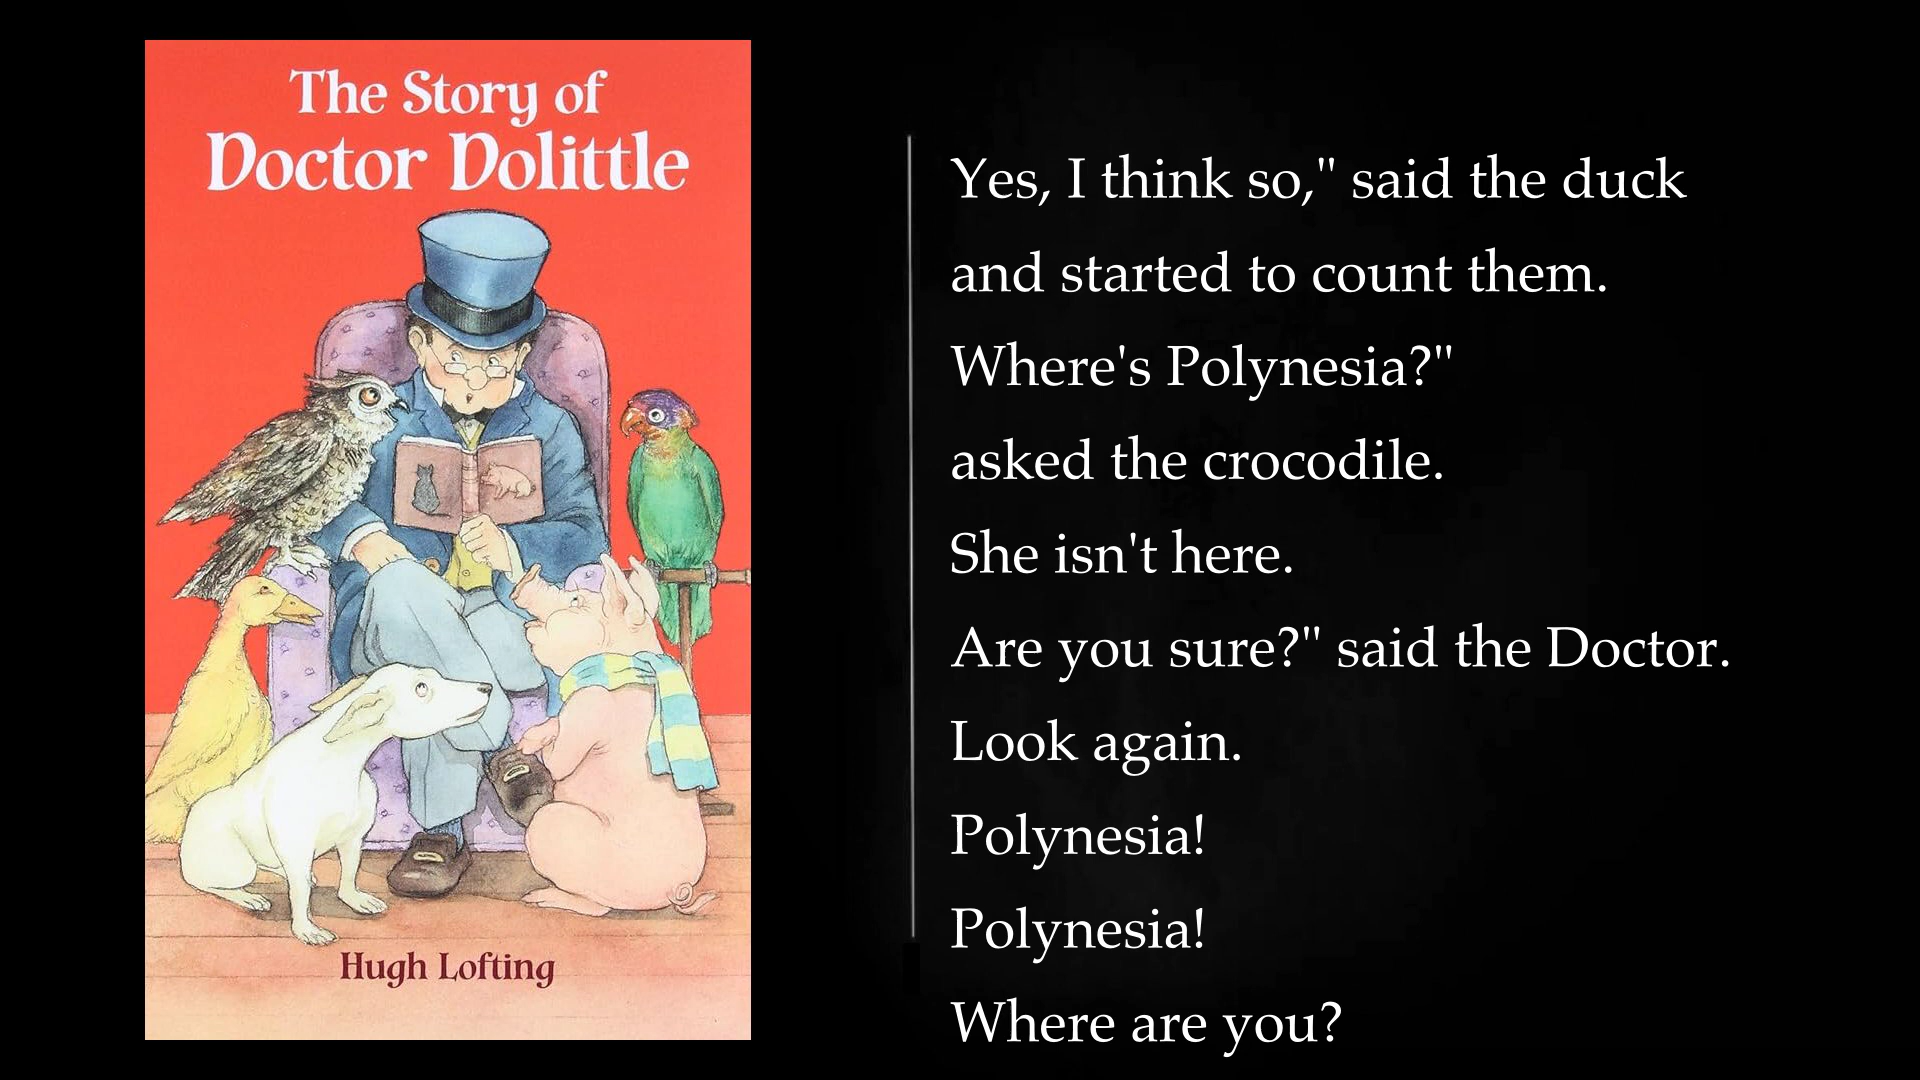 The Story of
Doctor Dolittle
Hugh Lofting
Yes, I think so," said the duck
and started to count them.
Where's Polynesia?"
asked the crocodile.
She isn't here.
Are you sure?" said the Doctor.
Look again.
Polynesia!
Polynesia!
Where are you?